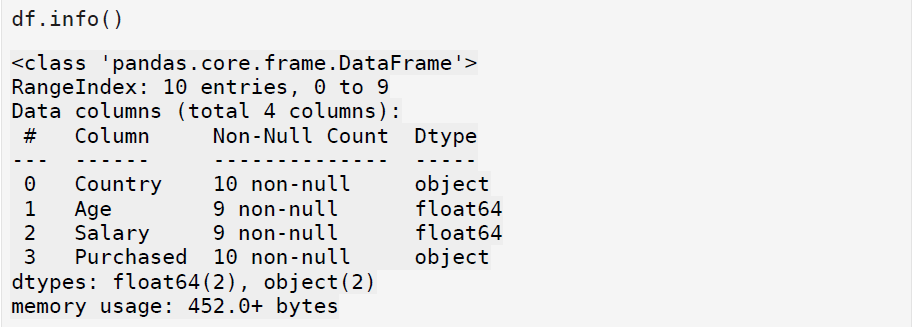 df.info()
<class 'pandas.core.frame.DataFrame'>
RangeIndex: 10 entries, 0 to 9
Data columns (total 4 columns):
 #   Column     Non-Null Count  Dtype
---  ------     --------------  -----
 0   Country    10 non-null     object
 1   Age        9 non-null      float64
 2   Salary     9 non-null      float64
 3   Purchased  10 non-null     object
dtypes: float64(2), object(2)
memory usage: 452.0+ bytes